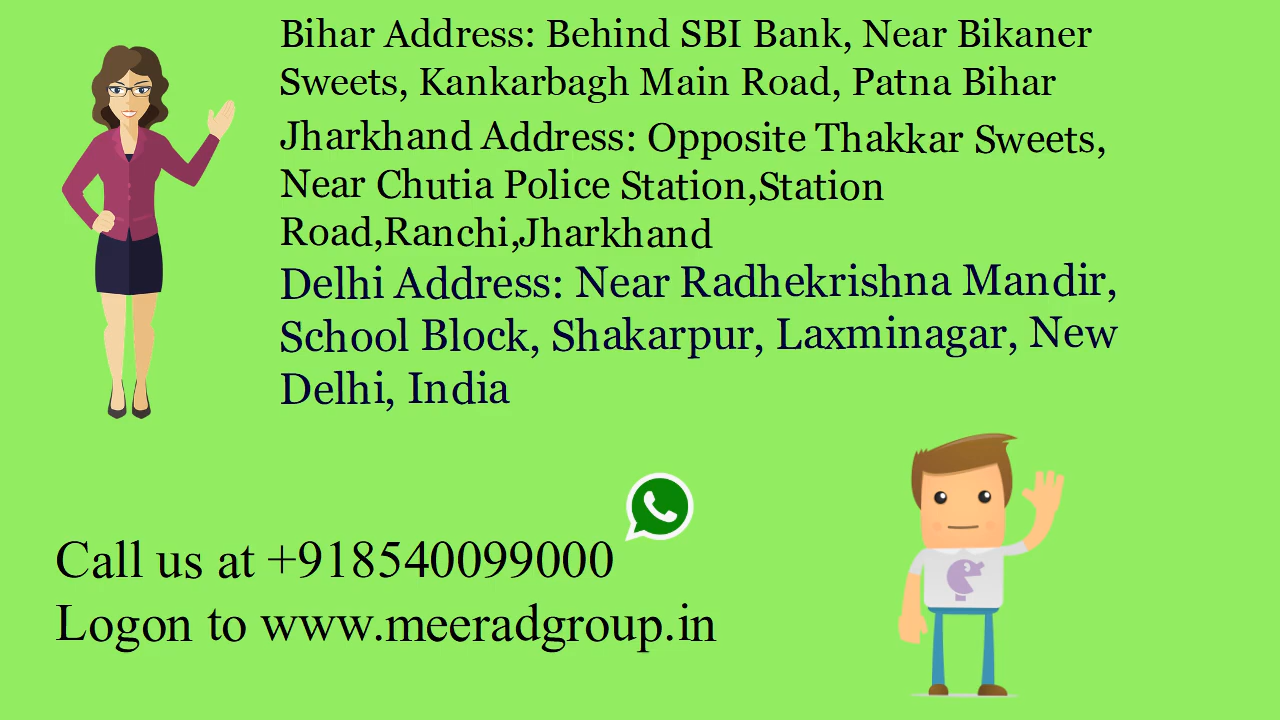 Bihar Address: Behind SBI Bank, Near Bikaner
Sweets, Kankarbagh Main Road, Patna Bihar
Jharkhand Address: Opposite Thakkar Sweets,
Near Chutia Police Station,Station
Road,Ranchi,Jharkhand
Delhi Address: Near Radhekrishna Mandir,
School Block, Shakarpur, Laxminagar, New
Delhi, India
Call us at +918540099000
Logon to www.meeradgroup.in